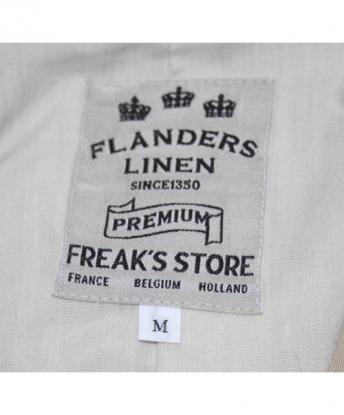 FLANDERS
LINEN
SINCE1350
PREMIUM
FREAK'S STORE
FRANCE BELGIUM HOLLAND
M